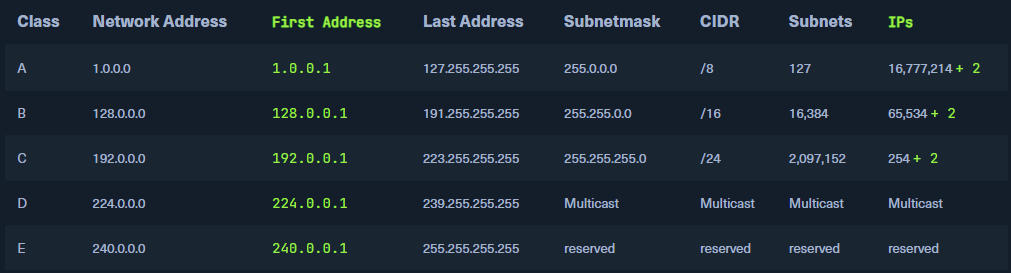 Class Network Address First Address Last Address Subnetmask CIDR Subnets IPs
A 1.0.0.0 1.0.0.1 127.255.255.255 255.0.0.0 /8 127 16,777,214 + 2
B 128.0.0.0 128.0.0.1 191.255.255.255 255.255.0.0 /16 16,384 65,534 + 2
C 192.0.0.0 192.0.0.1 223.255.255.255 255.255.255.0 /24 2,097,152 254 + 2
D 224.0.0.0 224.0.0.1 239.255.255.255 Multicast Multicast Multicast Multicast
E 240.0.0.0 240.0.0.1 255.255.255.255 reserved reserved reserved reserved